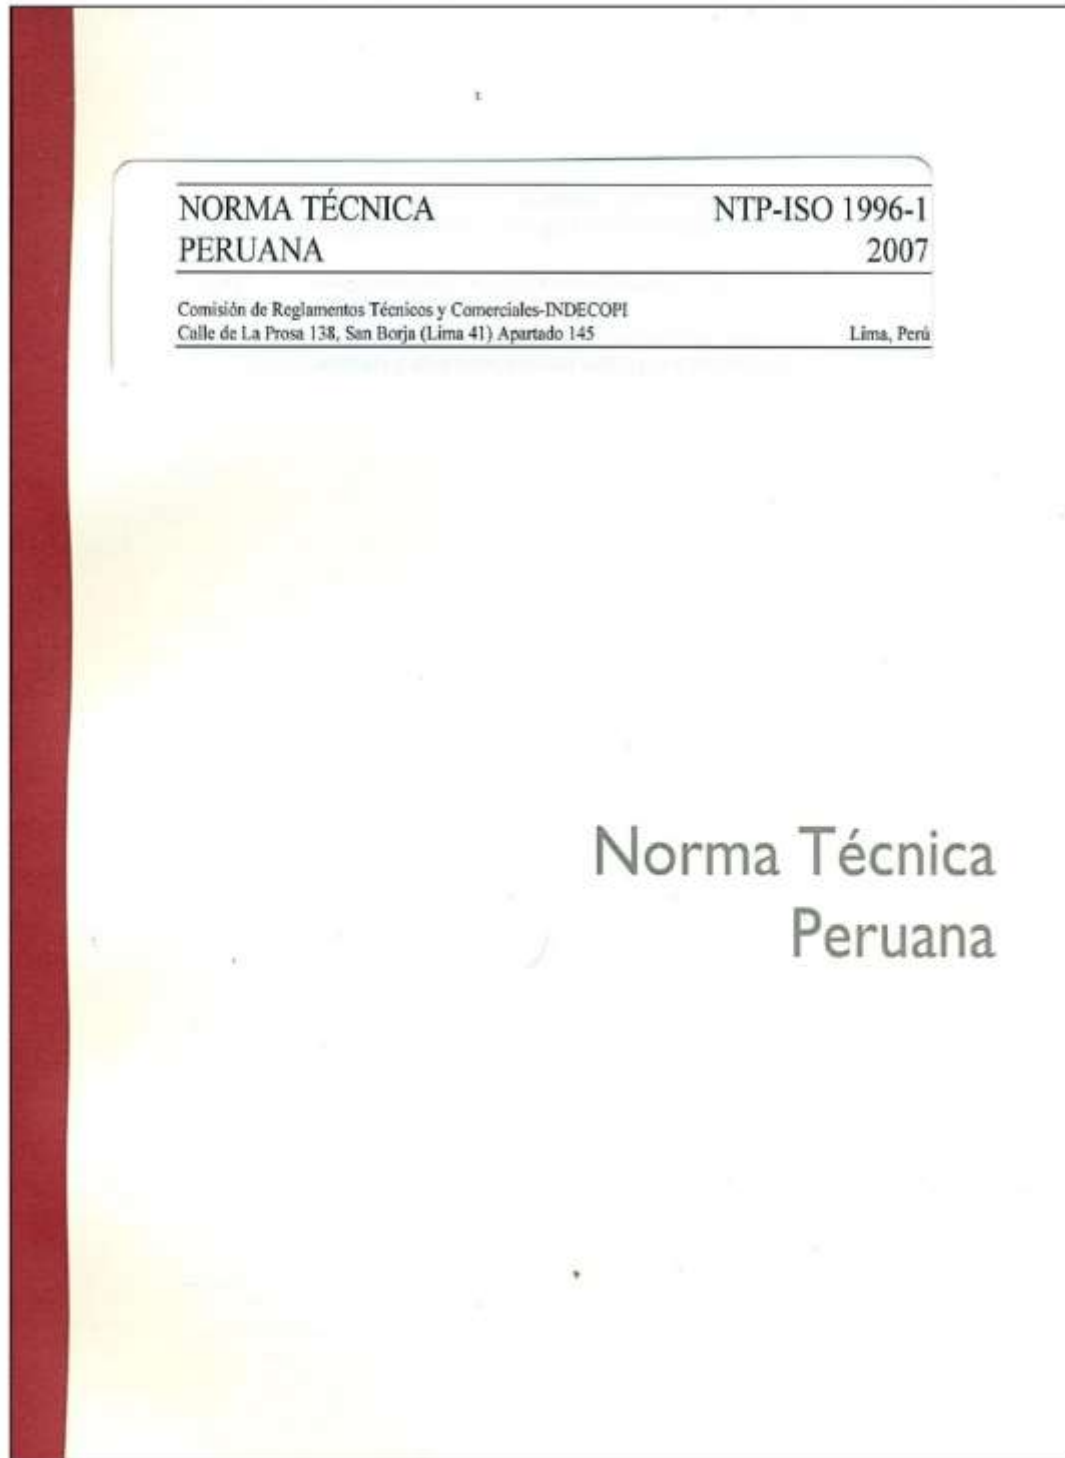 NORMA TÉCNICA NTP-ISO 1996-1
PERUANA 2007
Comisión de Reglamentos Técnicos y Comerciales-INDECOPI
Calle de La Prosa 138, San Borja (Lima 41) Apartado 145 Lima, Perú
Norma Técnica
Peruana